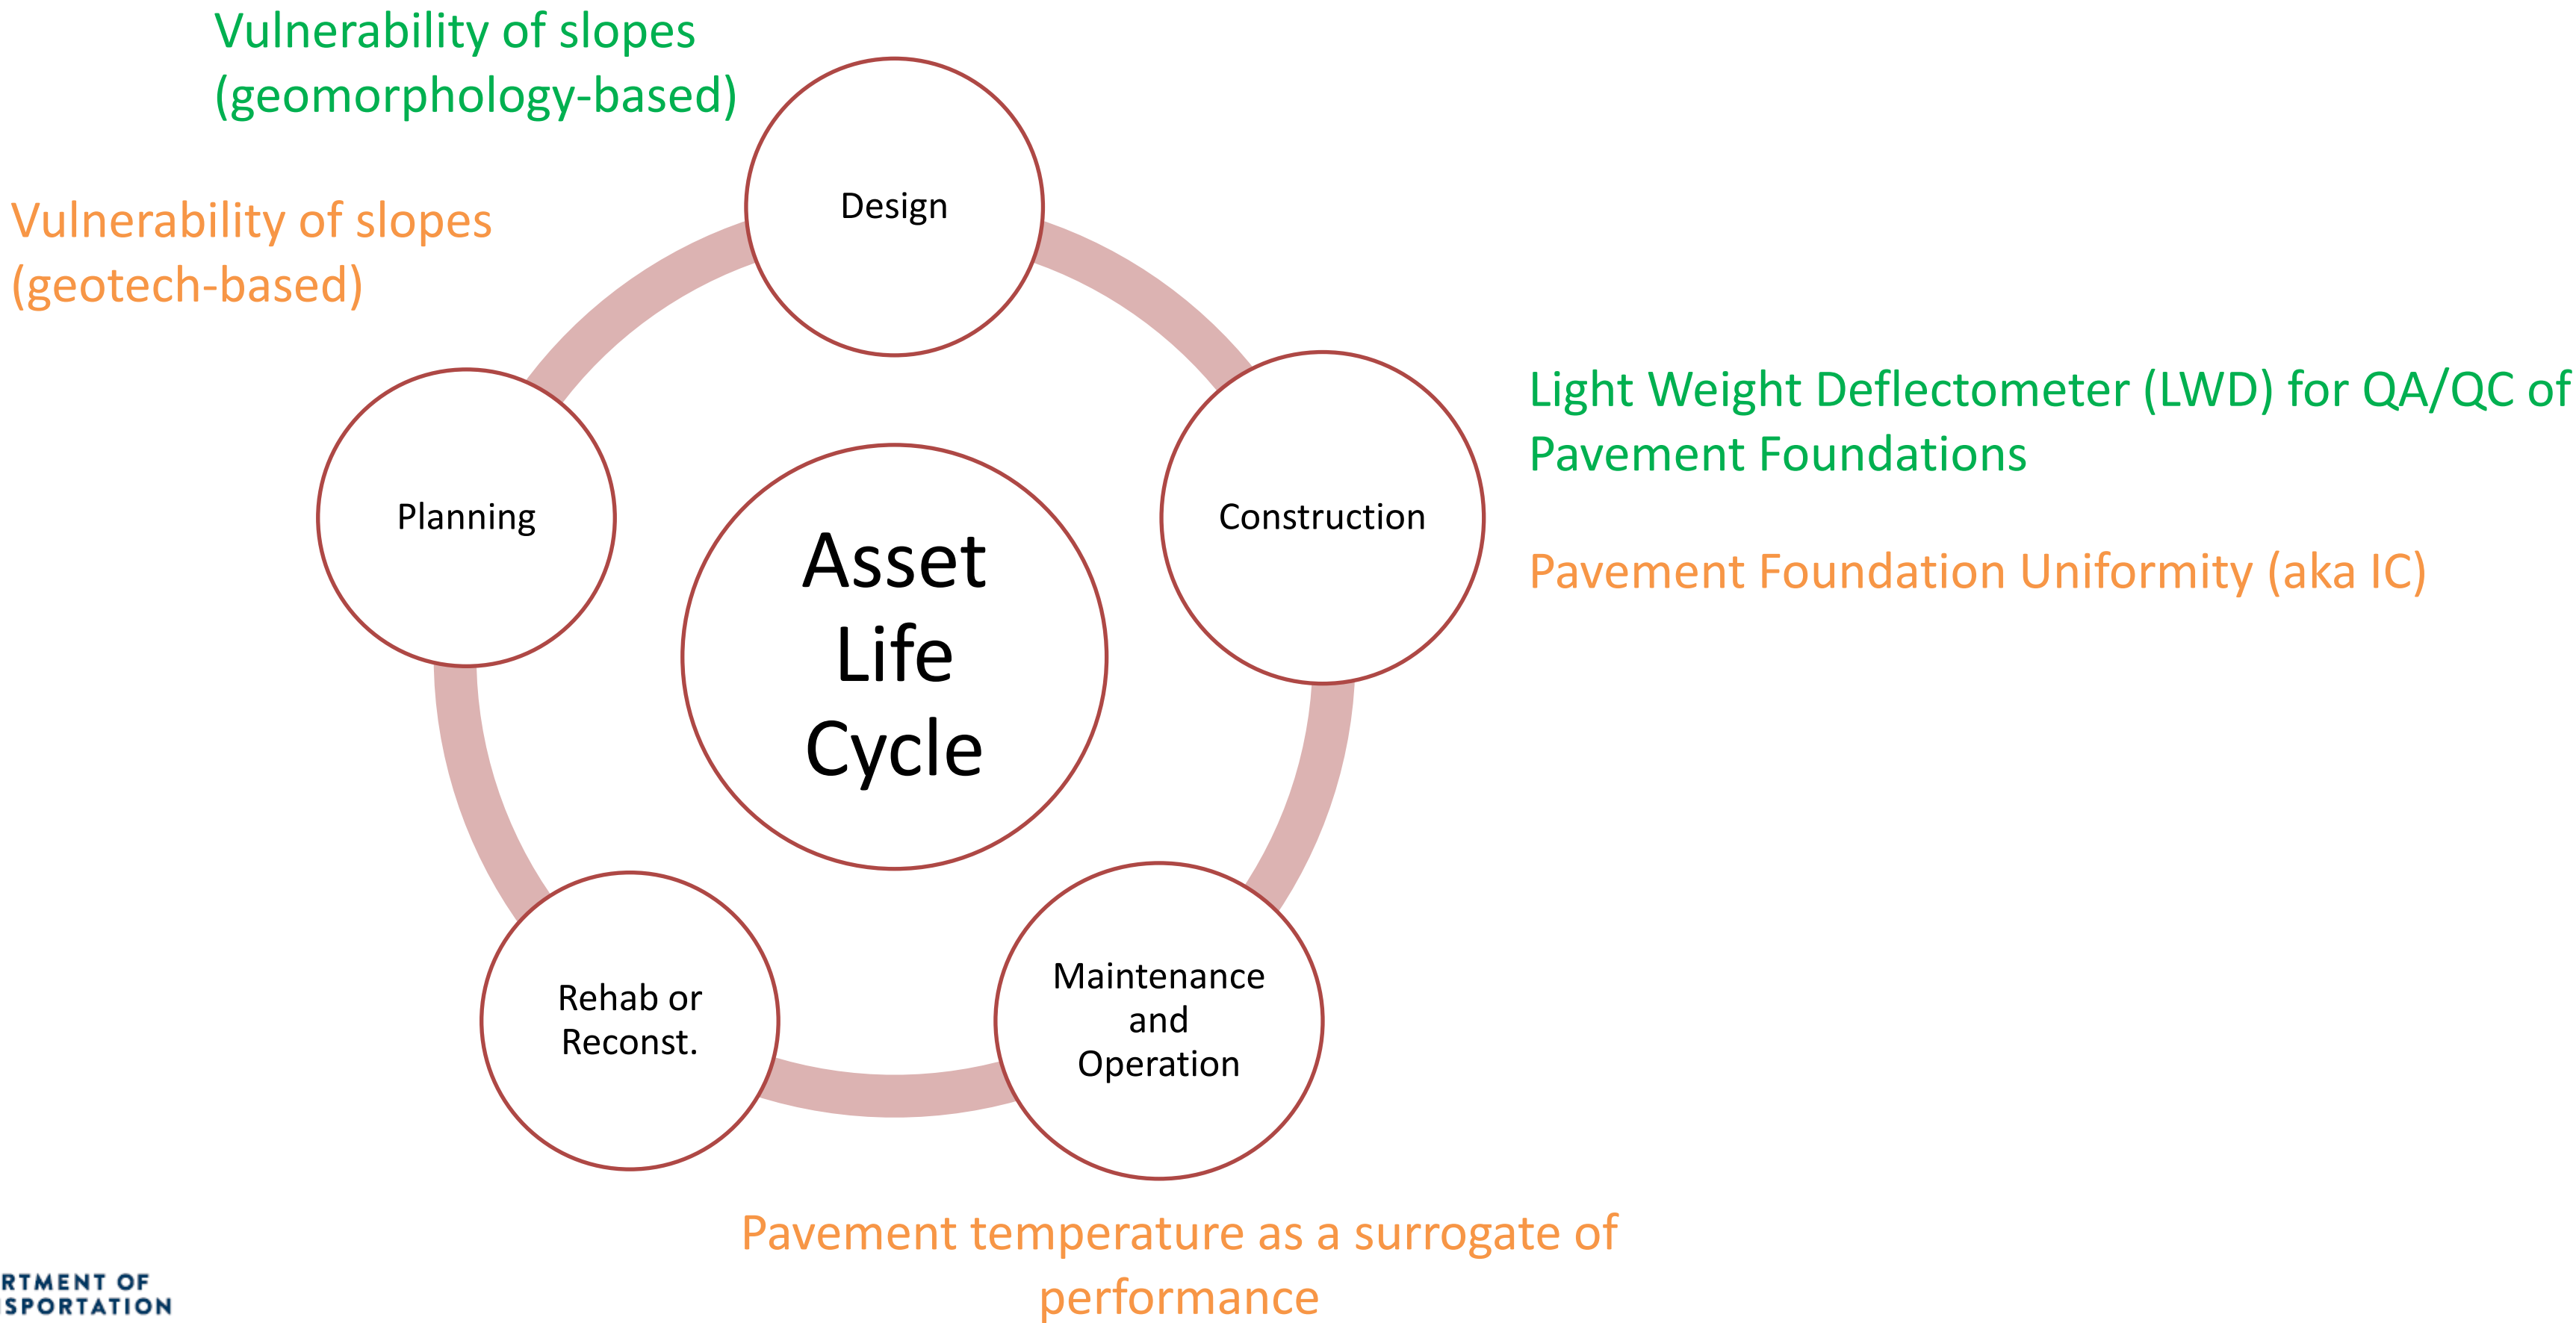 Vulnerability of slopes
(geomorphology-based)
Vulnerability of slopes
(geotech-based)
Design
Planning
Construction
Light Weight Deflectometer (LWD) for QA/QC of
Pavement Foundations
Pavement Foundation Uniformity (aka IC)
Asset
Life
Cycle
Rehab or
Reconst.
Maintenance
and
Operation
Pavement temperature as a surrogate of
performance
RTMENT OF
SPORTATION